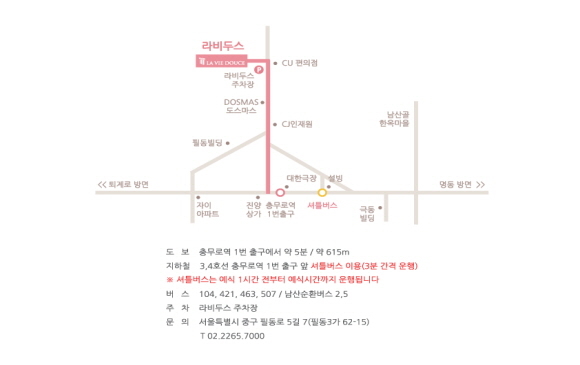 라비두스
LA VIE DOUCE
P
CU 편의점
라비두스
주차장
DOSMAS
도스마스
CJ인재원
남산골
한옥마을
필동빌딩
대한극장
설빙
<< 퇴계로 방면
명동 방면 >>
자이
아파트
진양
상가
충무로역
1번출구
셔틀버스
극동
빌딩
도 보 충무로역 1번 출구에서 약 5분 / 약 615m
지하철 3,4호선 충무로역 1번 출구 앞 셔틀버스 이용(3분 간격 운행)
※ 셔틀버스는 예식 1시간 전부터 예식시간까지 운행됩니다
버 스 104, 421, 463, 507 / 남산순환버스 2,5
주 차 라비두스 주차장
문 의 서울특별시 중구 필동로 5길 7(필동3가 62-15)
T 02.2265.7000